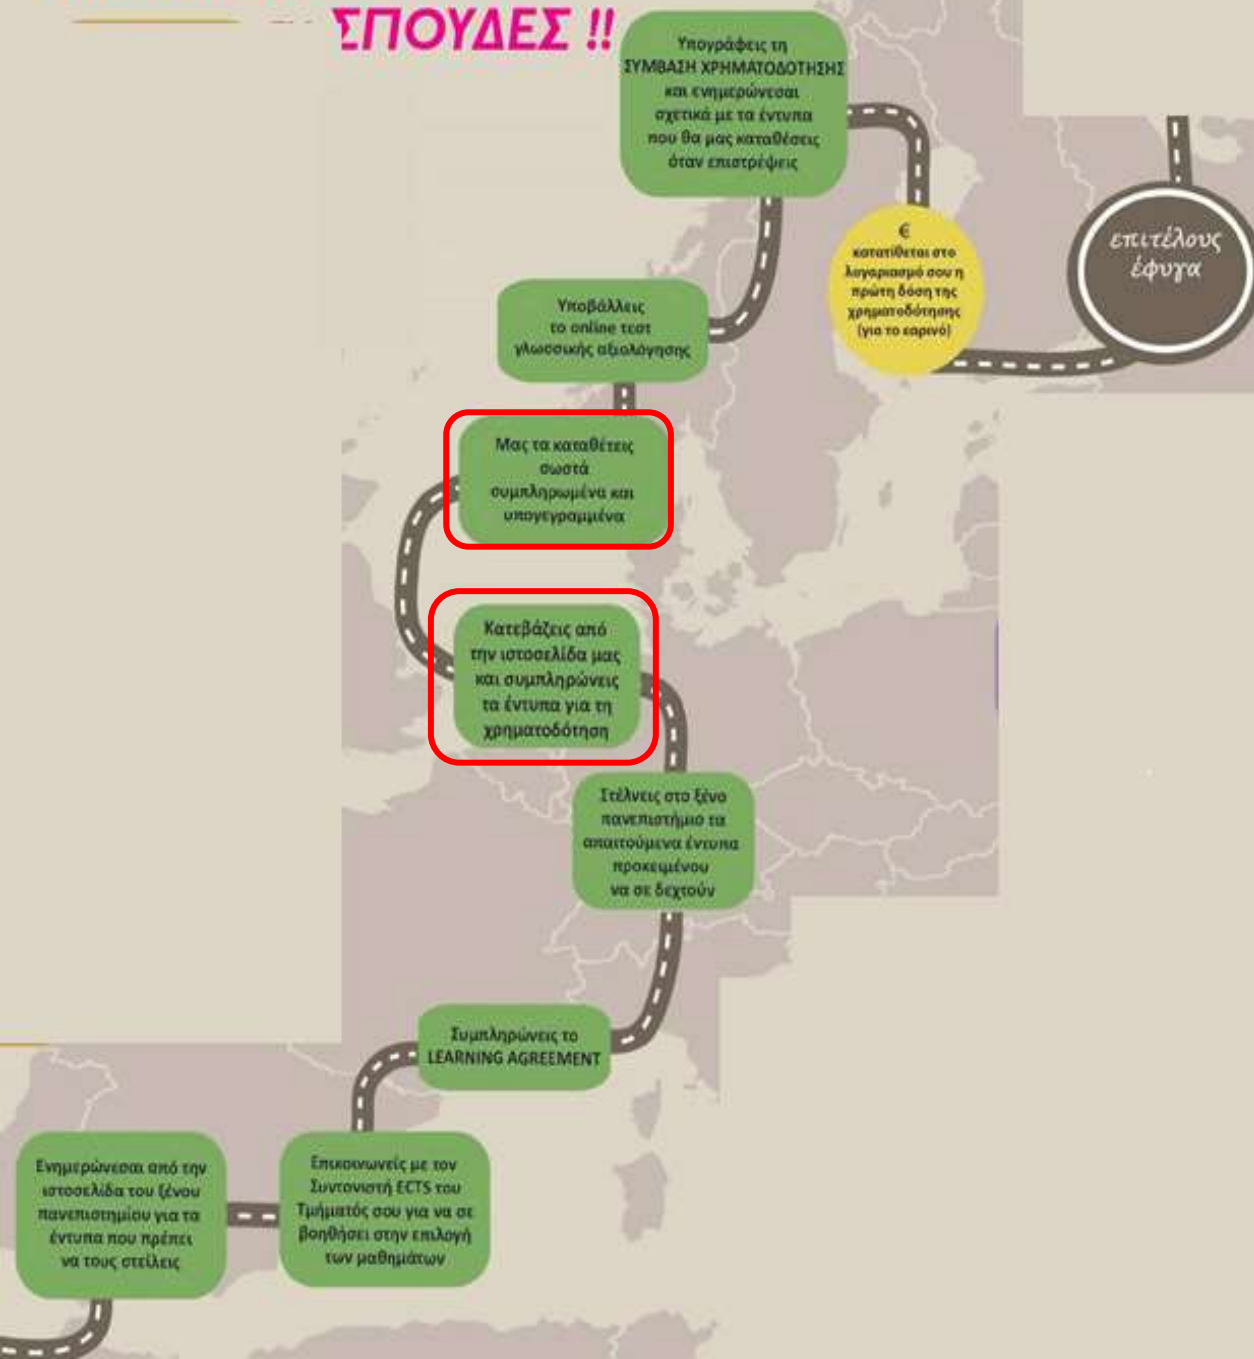 ΣΠΟΥΔΕΣ !!
Υπογράφεις τη
ΣΥΜΒΑΣΗ ΧΡΗΜΑΤΟΔΟΤΗΣΗΣ
και ενημερώνεσαι
σχετικά με τα έντυπα
που θα μας καταθέσεις
όταν επιστρέψεις
€
κατατίθεται στο
λογαριασμό σου η
πρώτη δόση της
χρηματοδότησης
(για το εαρινό)
επιτέλους
έφυγα
Υποβάλλεις
το online τεστ
γλωσσικής αξιολόγησης
Μας τα καταθέτεις
σωστά
συμπληρωμένα και
υπογεγραμμένα
Κατεβάζεις από
την ιστοσελίδα μας
και συμπληρώνεις
τα έντυπα για τη
χρηματοδότηση
Στέλνεις στο ξένο
πανεπιστήμιο τα
απαιτούμενα έντυπα
προκειμένου
να σε δεχτούν
Συμπληρώνεις το
LEARNING AGREEMENT
Ενημερώνεσαι από την
ιστοσελίδα του ξένου
πανεπιστημίου για τα
έντυπα που πρέπει
να τους στείλεις
Επικοινωνείς με τον
Συντονιστή ECTS του
Τμήματός σου για να σε
βοηθήσει στην επιλογή
των μαθημάτων